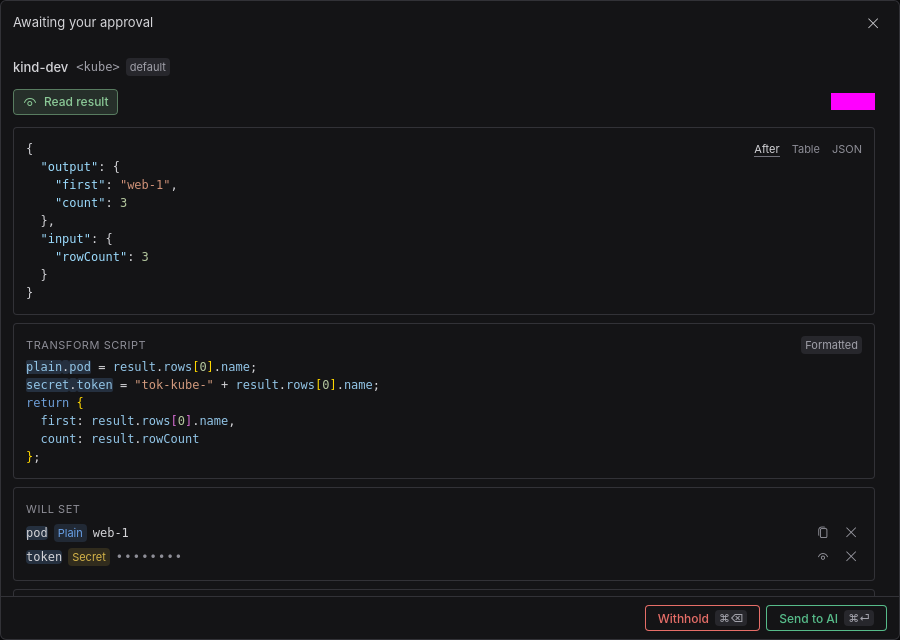 Awaiting your approval
kind-dev <kube> default
Read result
After Table JSON
{
  "output": {
    "first": "web-1",
    "count": 3
  },
  "input": {
    "rowCount": 3
  }
}
TRANSFORM SCRIPT
Formatted
plain.pod = result.rows[0].name;
secret.token = "tok-kube-" + result.rows[0].name;
return {
  first: result.rows[0].name,
  count: result.rowCount
};
WILL SET
pod Plain web-1
token Secret ••••••••
Withhold ⌘⌫ Send to AI ⌘⏎